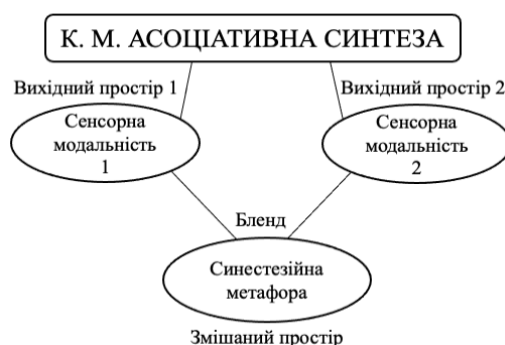 К. М. АСОЦІАТИВНА СИНТЕЗА
Вихідний простір 1
Вихідний простір 2
Сенсорна
модальність
1
Сенсорна
модальність
2
Бленд
Синестезійна
метафора
Змішаний простір